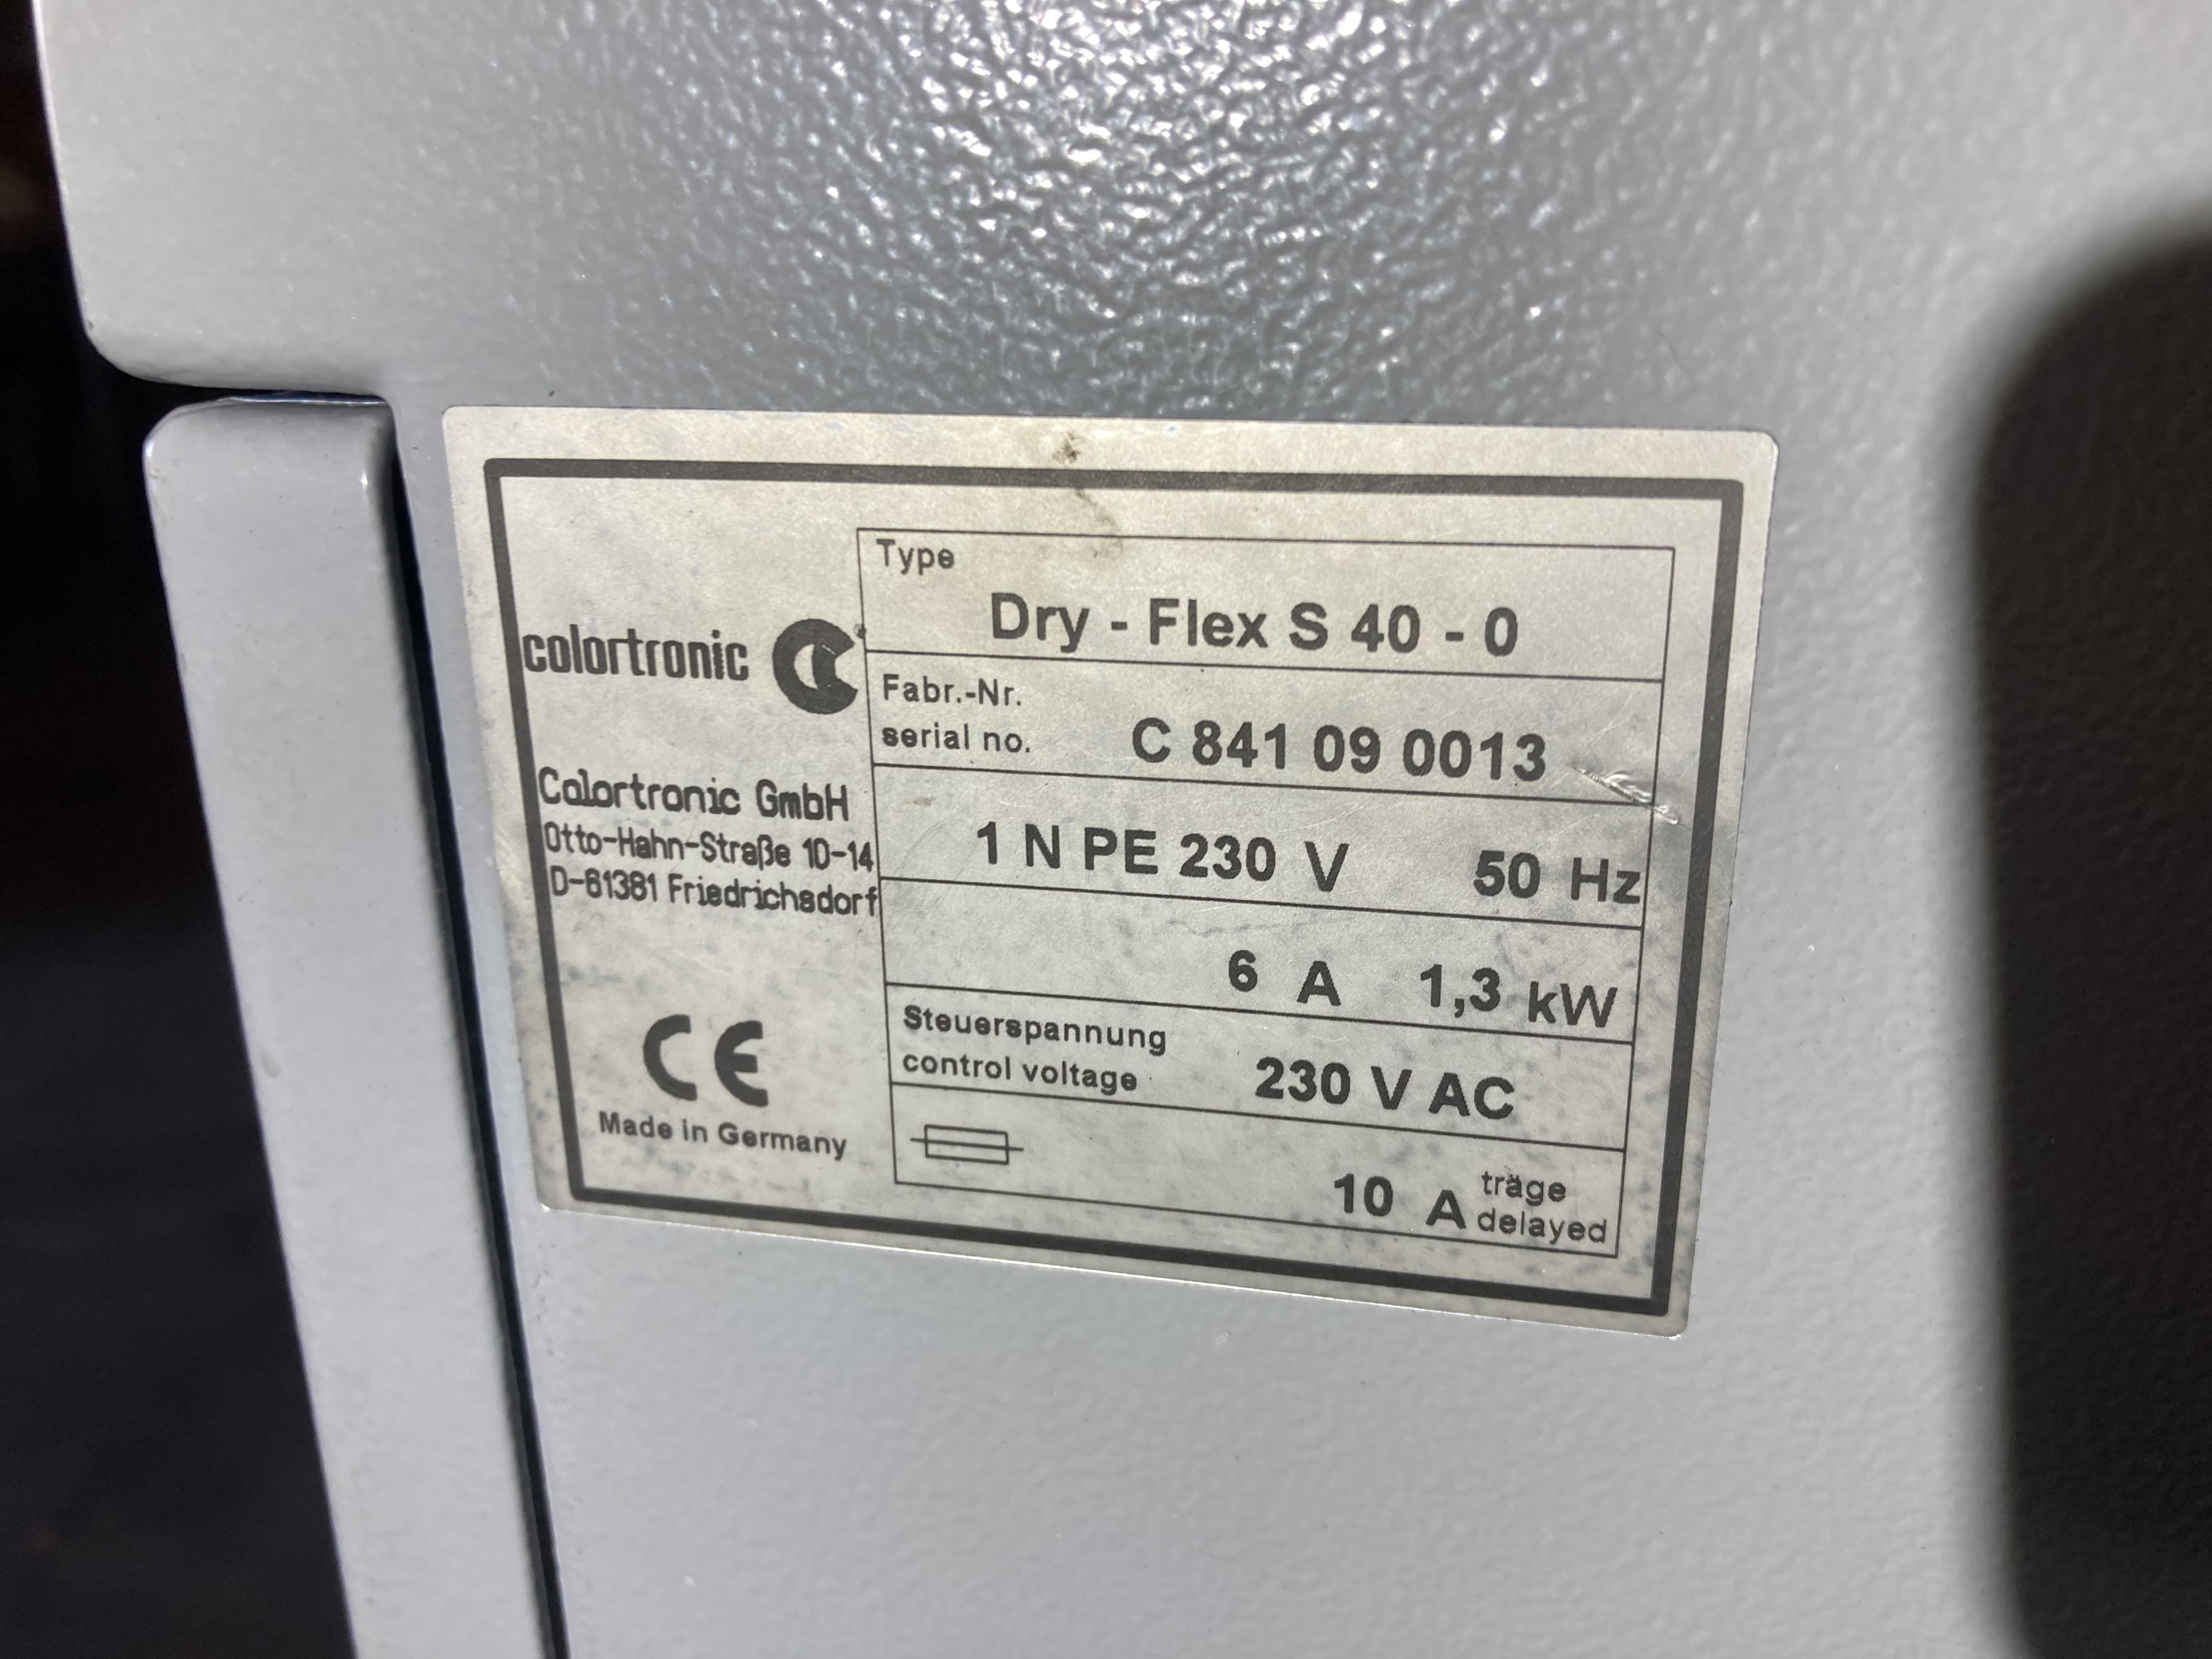 colortronic
Colortronic GmbH
Otto-Hahn-Straße 10-14
D-61381 Friedrichsdorf
CE
Made in Germany
Type
Dry - Flex S 40 - 0
Fabr.-Nr.
serial no. C 841 09 0013
1 N PE 230 V 50 Hz
6 A 1,3 kW
Steuerspannung
control voltage 230 V AC
10 A träge
delayed